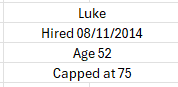 Luke
Hired 08/11/2014
Age 52
Capped at 75